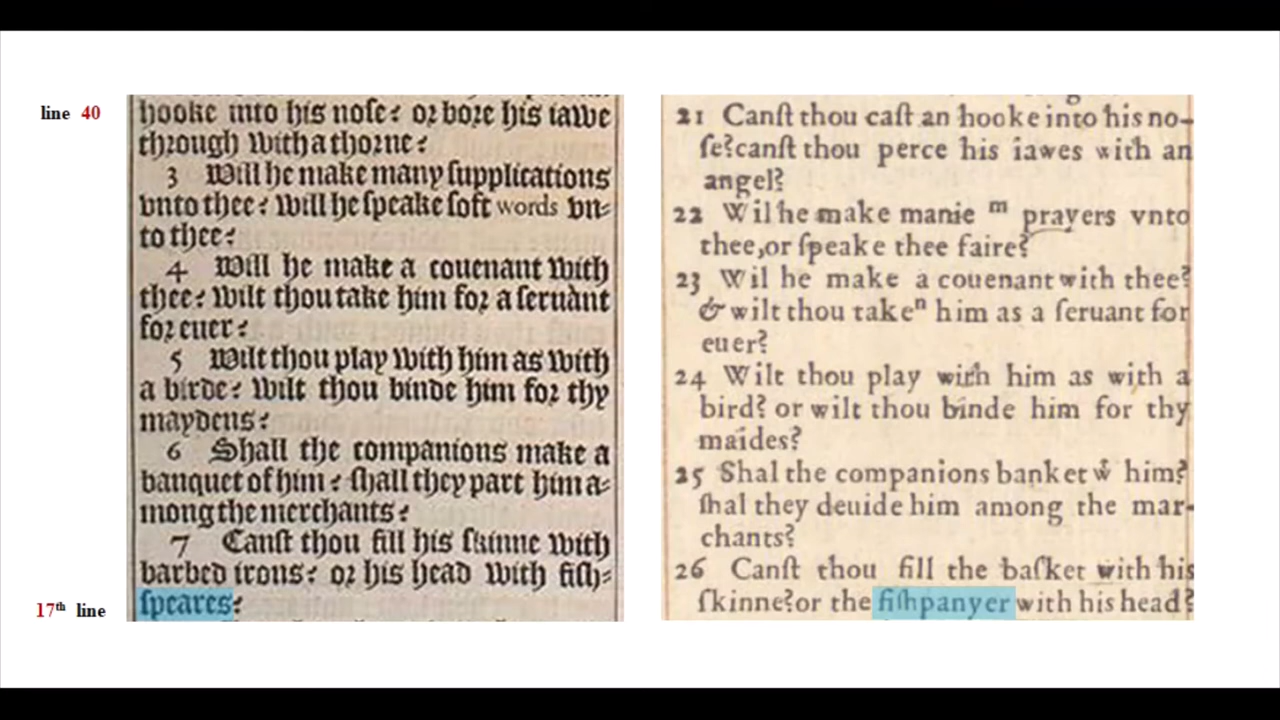 line 40
hooke into his nose? or bore his iawe
through with a thorne?
3 Will he make many supplications
vnto thee? will he speake soft words vn-
to thee?
4 Will he make a couenant with
thee? wilt thou take him for a seruant
for euer?
5 Wilt thou play with him as with
a birde? wilt thou binde him for thy
maydens?
6 Shall the companions make a
banquet of him? shall they part him a-
mong the merchants?
7 Canst thou fill his skinne with
barbed irons? or his head with fish-
speares?
17th line
21 Canſt thou caſt an hooke into his no-
ſe? canſt thou perce his iawes with an
angel?
22 Wil he make manie m prayers vnto
thee, or ſpeake thee faire?
23 Wil he make a couenant with thee?
& wilt thou take n him as a ſeruant for
euer?
24 Wilt thou play with him as with a
bird? or wilt thou binde him for thy
maides?
25 Shal the companions banket ẃ him?
ſhal they deuide him among the mar-
chants?
26 Canſt thou fill the baſket with his
ſkinne? or the fiſhpanyer with his head?